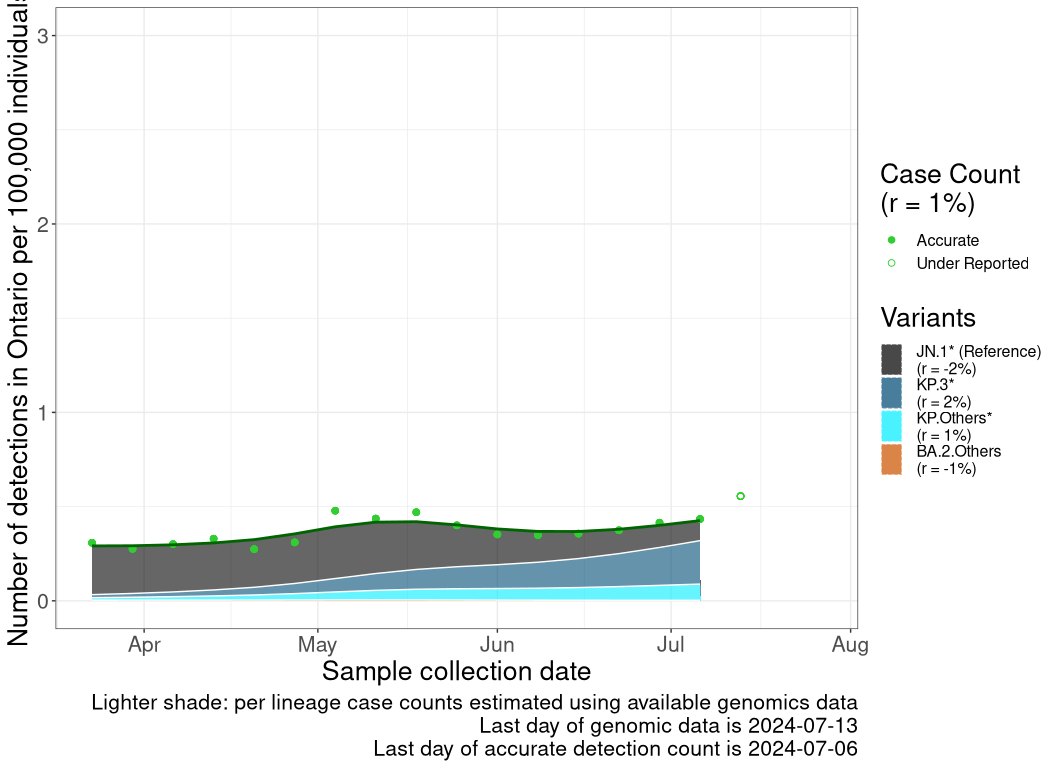 Number of detections in Ontario per 100,000 individuals
3
2
1
0
Apr
May
Jun
Jul
Aug
Sample collection date
Lighter shade: per lineage case counts estimated using available genomics data
Last day of genomic data is 2024-07-13
Last day of accurate detection count is 2024-07-06
Case Count
(r = 1%)
Accurate
Under Reported
Variants
JN.1* (Reference)
(r = -2%)
KP.3*
(r = 2%)
KP.Others*
(r = 1%)
BA.2.Others
(r = -1%)